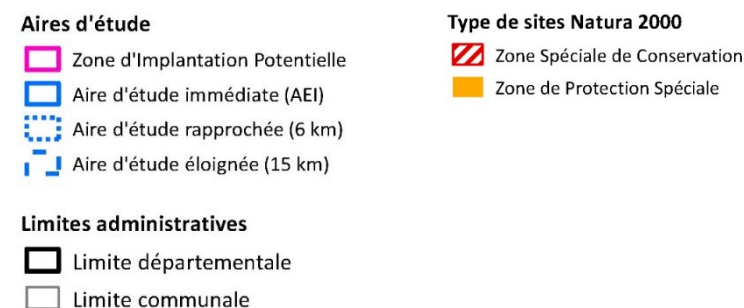 Aires d'étude
Zone d'Implantation Potentielle
Aire d'étude immédiate (AEI)
Aire d'étude rapprochée (6 km)
Aire d'étude éloignée (15 km)
Limites administratives
Limite départementale
Limite communale
Type de sites Natura 2000
Zone Spéciale de Conservation
Zone de Protection Spéciale